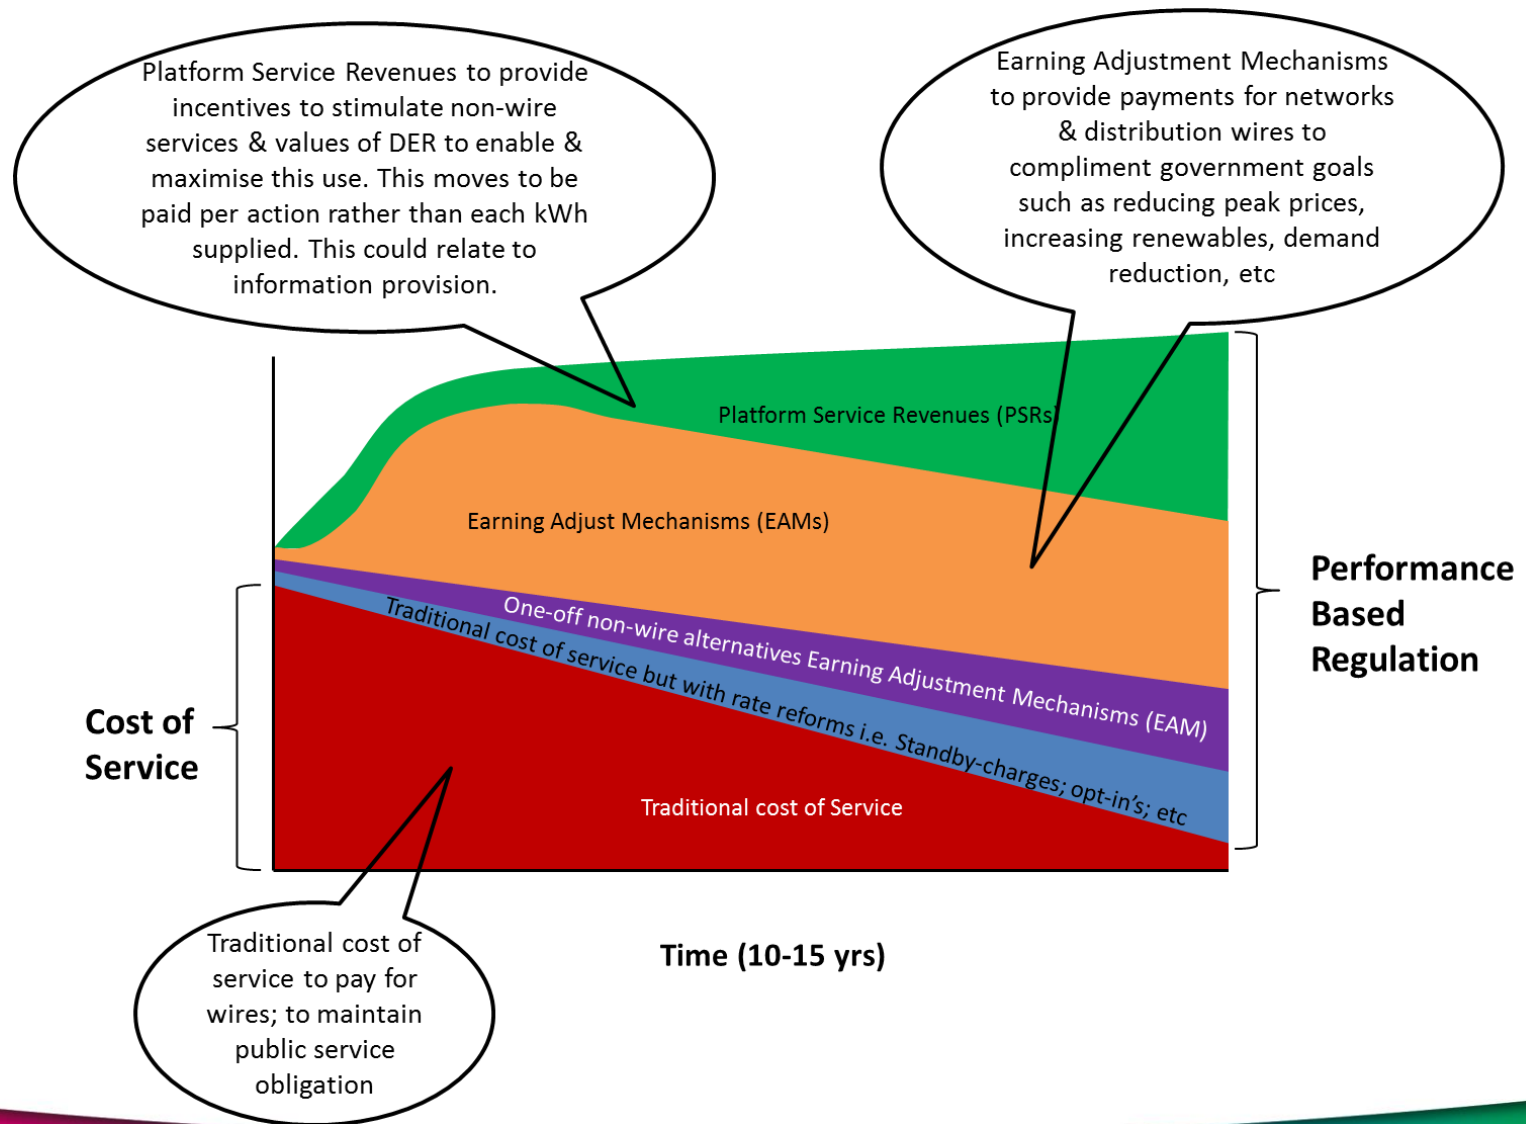 Platform Service Revenues to provide
incentives to stimulate non-wire
services & values of DER to enable &
maximise this use. This moves to be
paid per action rather than each kWh
supplied. This could relate to
information provision.
Earning Adjustment Mechanisms
to provide payments for networks
& distribution wires to
compliment government goals
such as reducing peak prices,
increasing renewables, demand
reduction, etc
Platform Service Revenues (PSRs)
Earning Adjust Mechanisms (EAMs)
One-off non-wire alternatives Earning Adjustment Mechanisms (EAM)
Traditional cost of service but with rate reforms i.e. Standby-charges; opt-in's; etc
Traditional cost of Service
Cost of
Service
Performance
Based
Regulation
Traditional cost of
service to pay for
wires; to maintain
public service
obligation
Time (10-15 yrs)